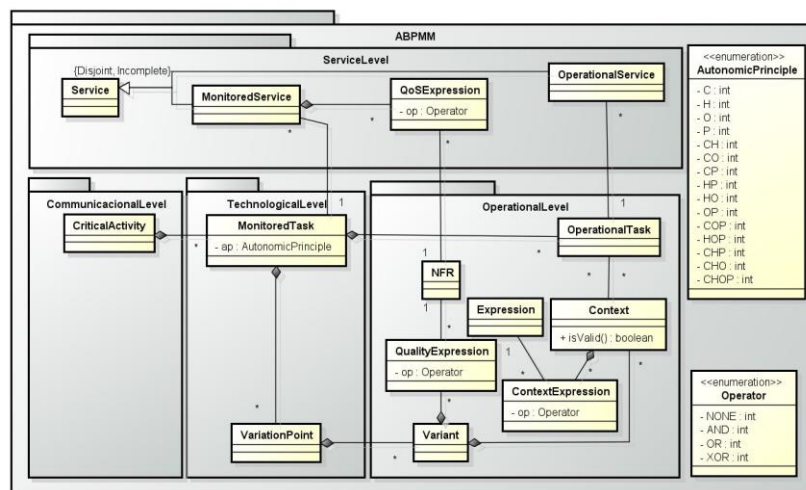 ABPMM
ServiceLevel
{Disjoint, Incomplete}
Service
MonitoredService
*
*
QoSExpression
- op : Operator
*
OperationalService
*
1
1
CommunicacionalLevel
CriticalActivity
*
TechnologicalLevel
MonitoredTask
- ap : AutonomicPrinciple
*
VariationPoint
*
OperationalLevel
*
OperationalTask
*
*
1
NFR
1
*
Expression
1
*
Context
+ isValid() : boolean
*
*
QualityExpression
- op : Operator
*
ContextExpression
- op : Operator
Variant
<<enumeration>>
AutonomicPrinciple
- C : int
- H : int
- O : int
- P : int
- CH : int
- CO : int
- CP : int
- HP : int
- HO : int
- OP : int
- COP : int
- HOP : int
- CHP : int
- CHO : int
- CHOP : int
<<enumeration>>
Operator
- NONE : int
- AND : int
- OR : int
- XOR : int